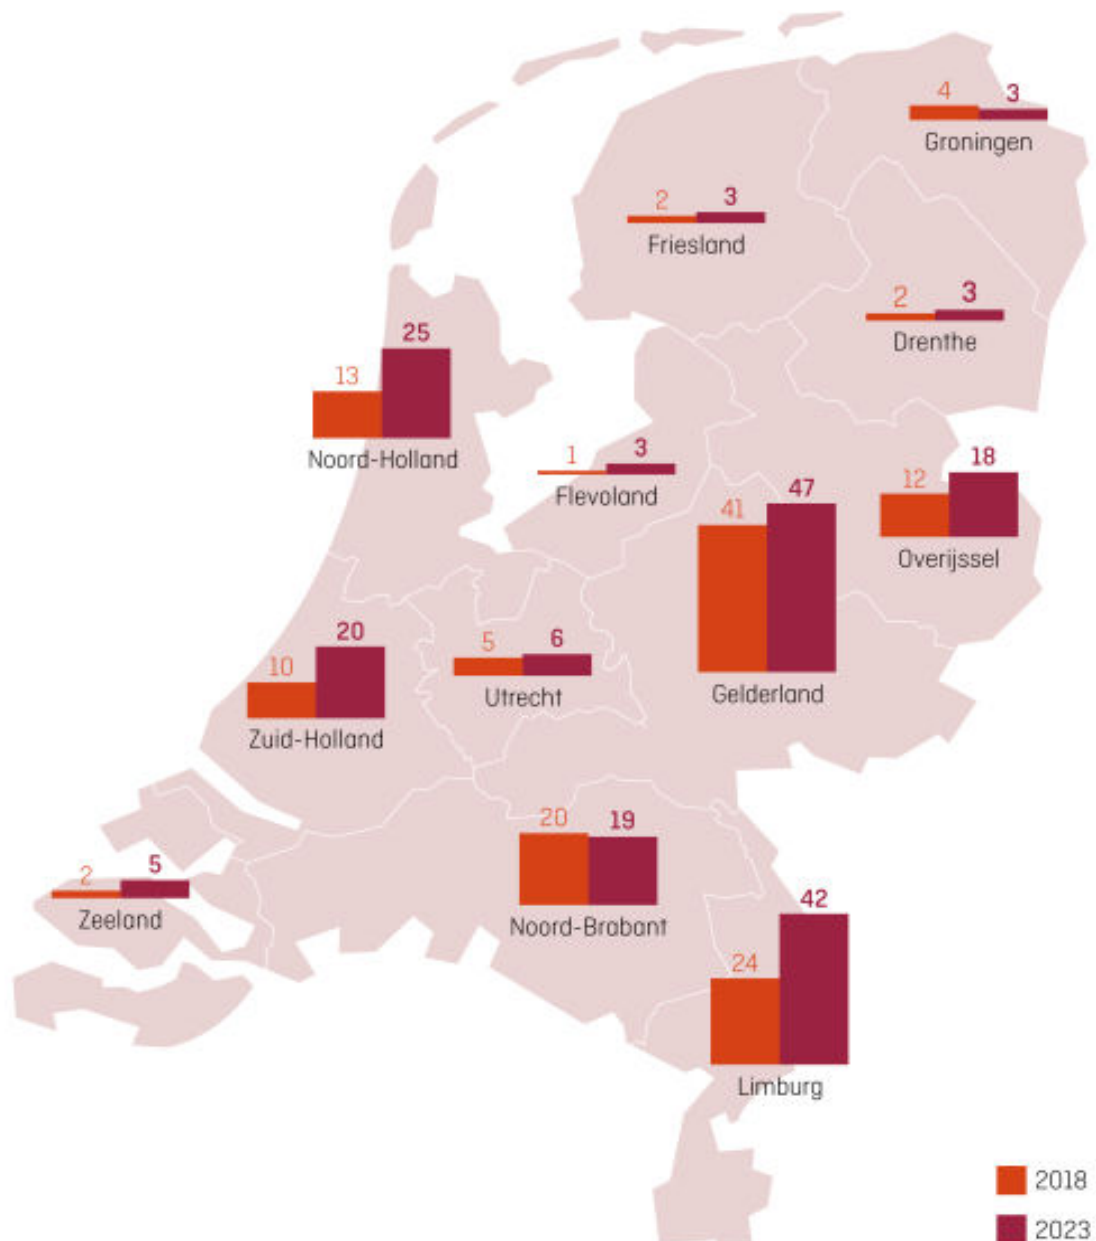 4 3
Groningen
2 3
Friesland
2 3
Drenthe
13 25
Noord-Holland
1 3
Flevoland
12 18
Overijssel
41 47
Gelderland
10 20
Zuid-Holland
5 6
Utrecht
20 19
Noord-Brabant
2 5
Zeeland
24 42
Limburg
2018
2023